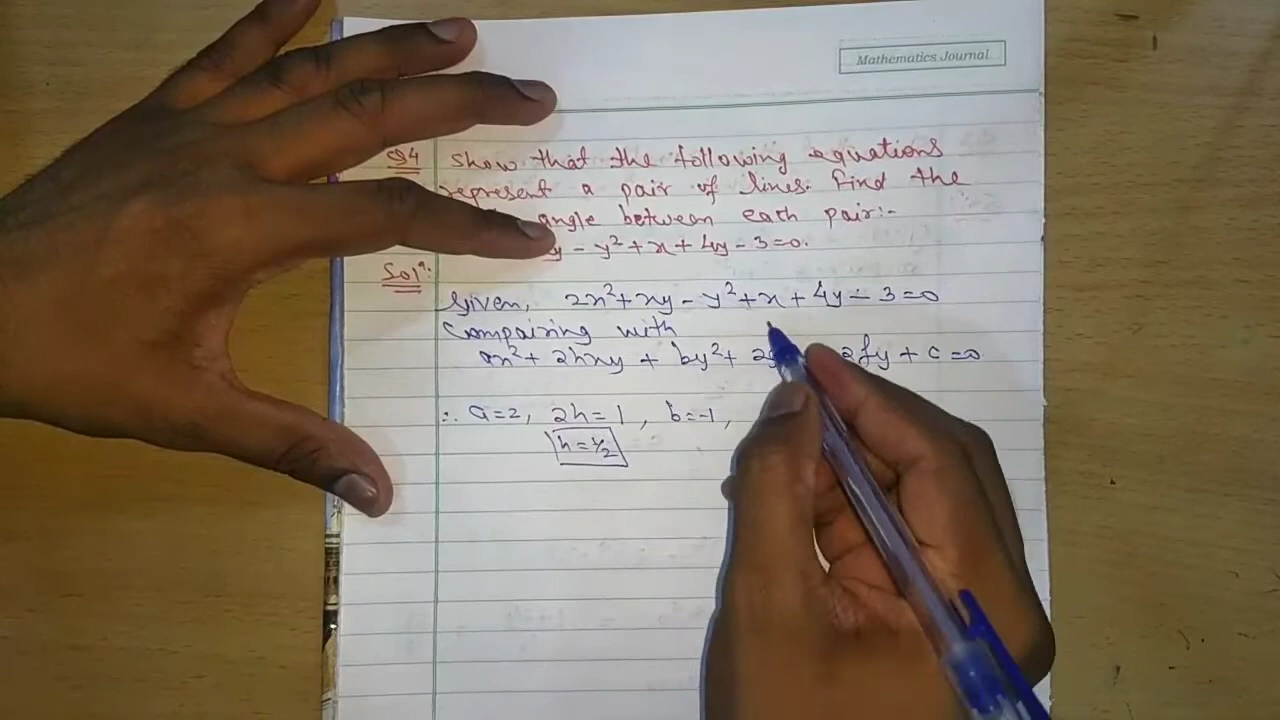 Mathematics Journal
Q4 Show that the following equations
represent a pair of lines. Find the
angle between each pair:-
y - y² + x + 4y - 3 = 0.
Solⁿ:
Given, 2x² + xy - y² + x + 4y - 3 = 0
Compairing with
ax² + 2hxy + by² + 2g 2fy + c = 0
∴ a=2, 2h=1, b=-1,
h=1/2